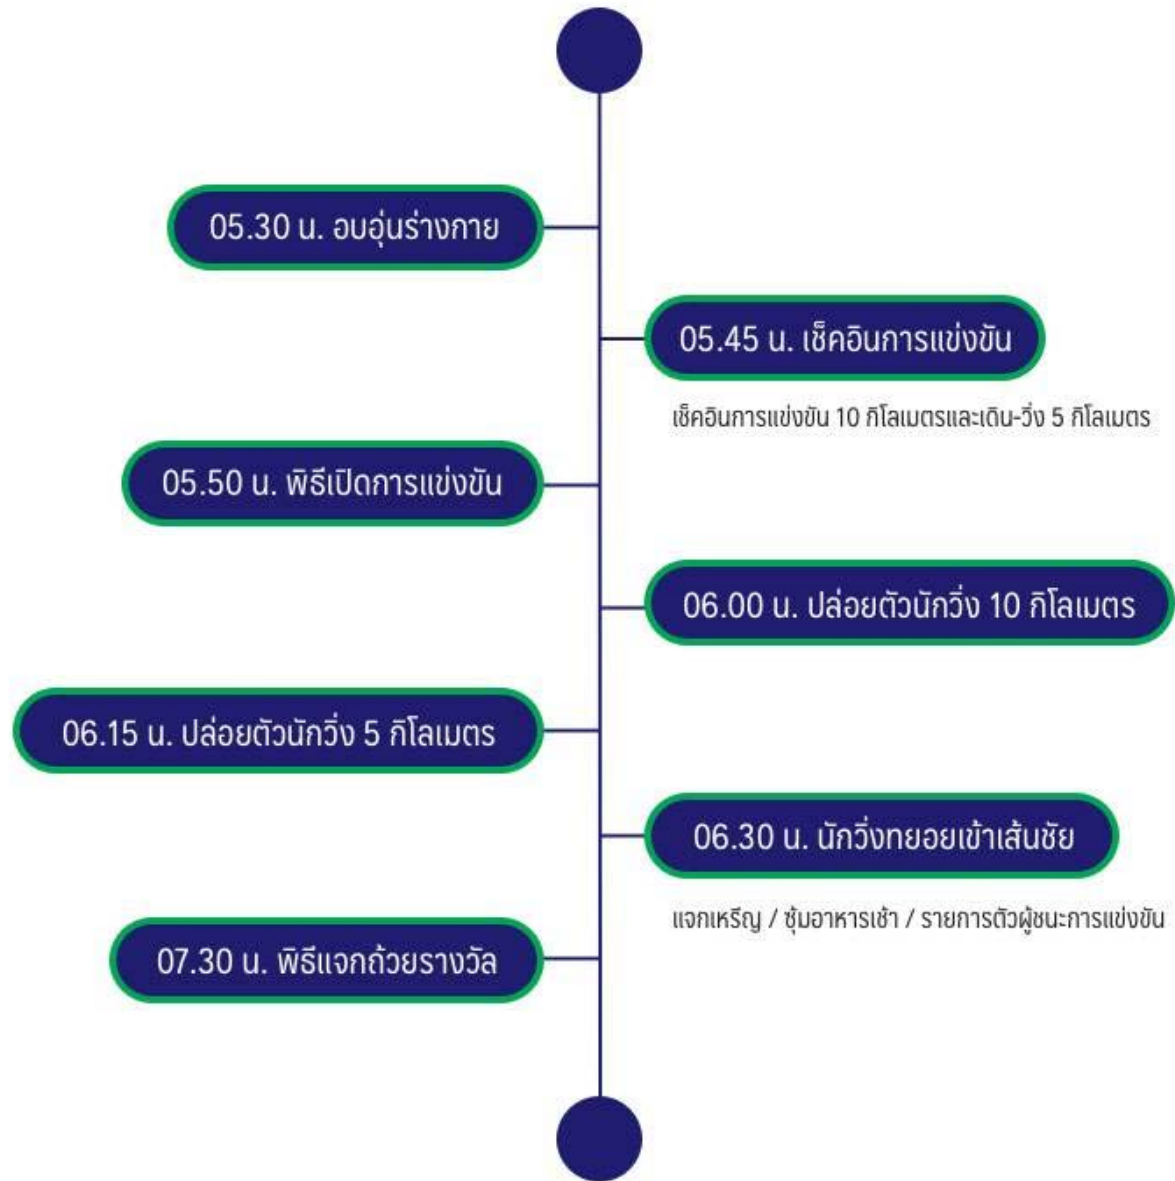 05.30 น. อบอุ่นร่างกาย
05.45 น. เช็คอินการแข่งขัน
เช็คอินการแข่งขัน 10 กิโลเมตรและเดิน-วิ่ง 5 กิโลเมตร
05.50 น. พิธีเปิดการแข่งขัน
06.00 น. ปล่อยตัวนักวิ่ง 10 กิโลเมตร
06.15 น. ปล่อยตัวนักวิ่ง 5 กิโลเมตร
06.30 น. นักวิ่งทยอยเข้าเส้นชัย
แจกเหรีญ / ซุ้มอาหารเช้า / รายการตัวผู้ชนะการแข่งขัน
07.30 น. พิธีแจกถ้วยรางวัล